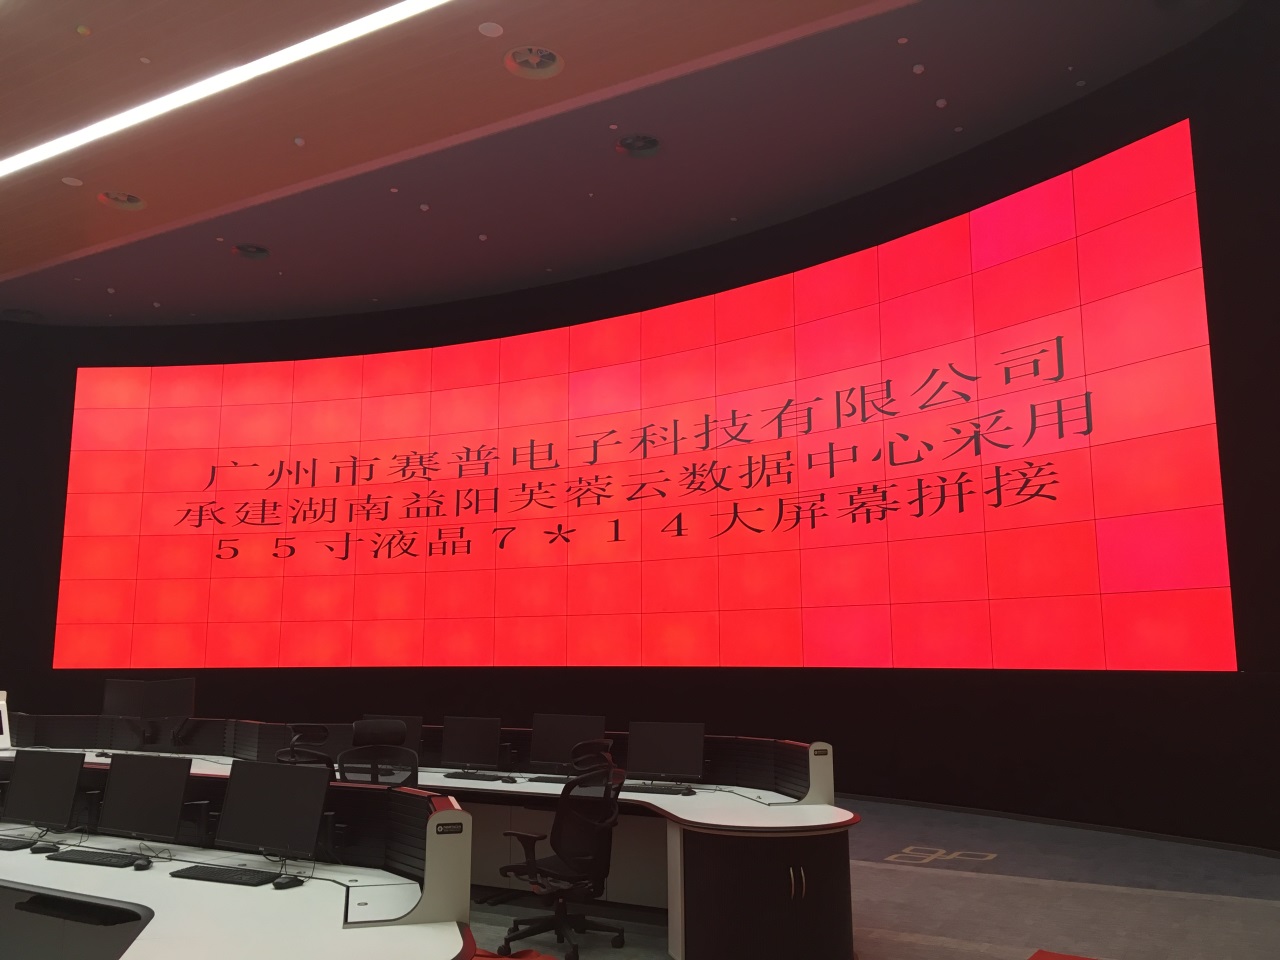 广州市赛普电子科技有限公司
承建湖南益阳芙蓉云数据中心采用
５５寸液晶７＊１４大屏幕拼接